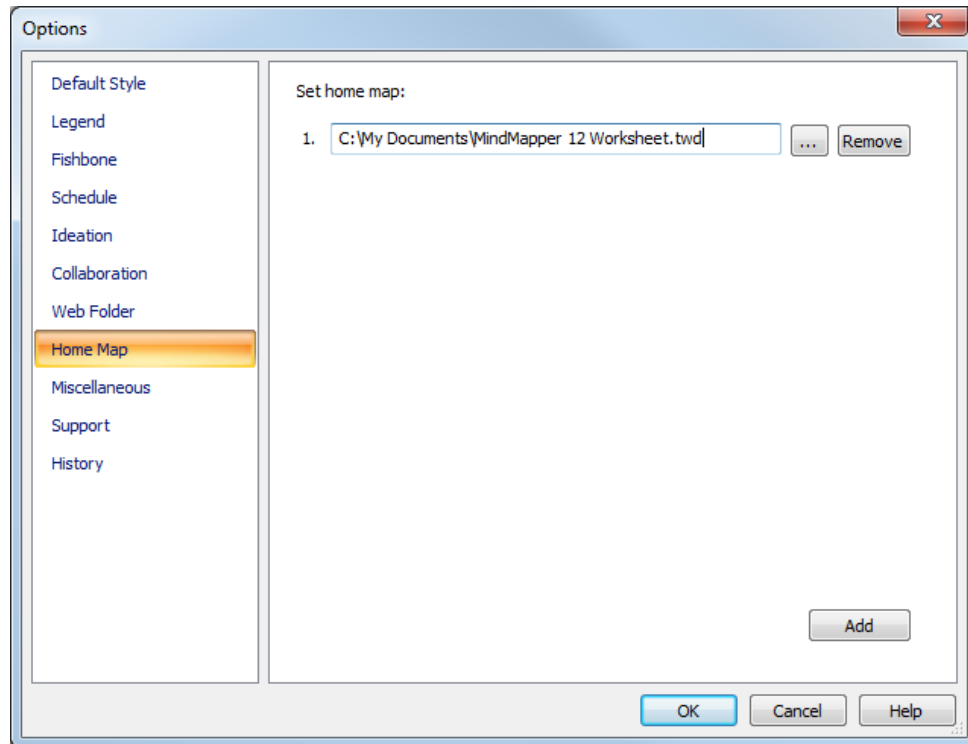 Options
X
Default Style
Legend
Fishbone
Schedule
Ideation
Collaboration
Web Folder
Home Map
Miscellaneous
Support
History
Set home map:
1. C:\My Documents\MindMapper 12 Worksheet.twd ... Remove
Add
OK Cancel Help